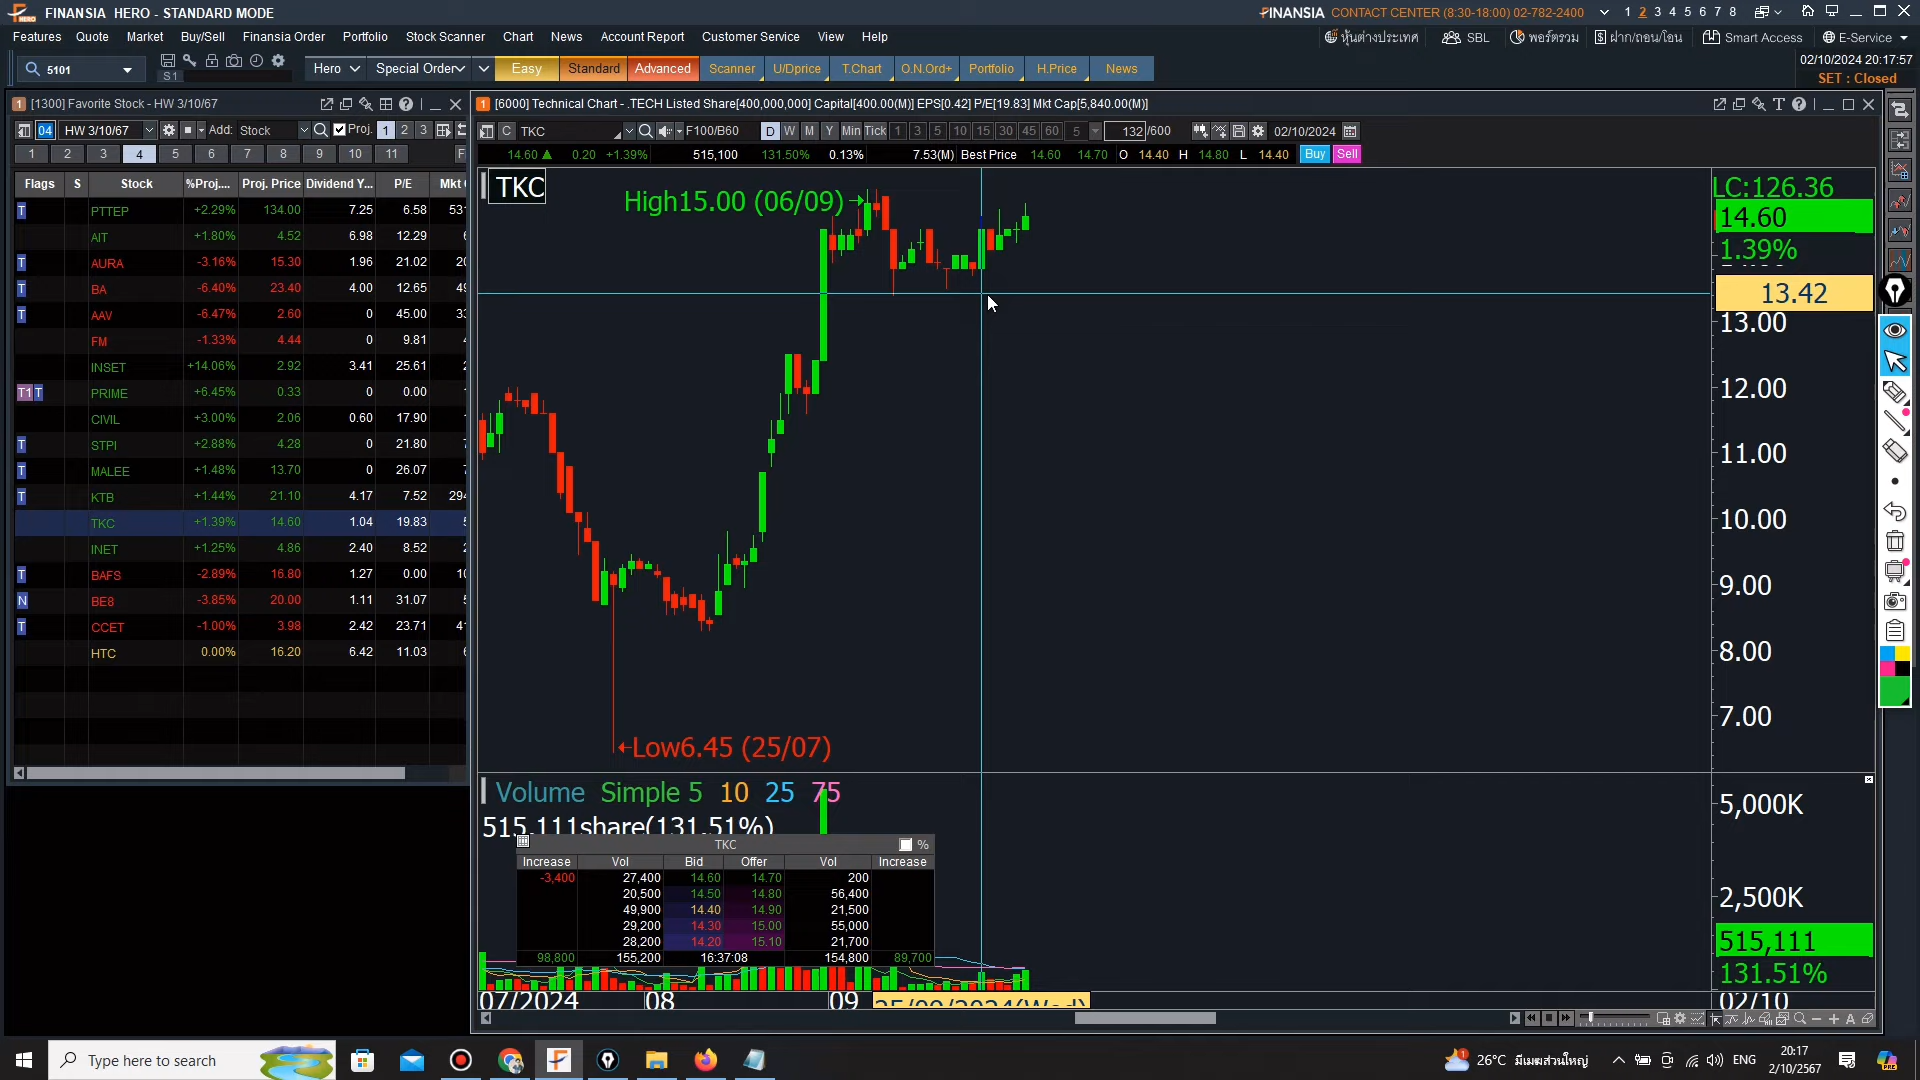 FINANSIA HERO - STANDARD MODE
FINANSIA CONTACT CENTER (8:30-18:00) 02-782-2400 1 2 3 4 5 6 7 8
Features Quote Market Buy/Sell Finansia Order Portfolio Stock Scanner Chart News Account Report Customer Service View Help
หุ้นต่างประเทศ SBL พอร์ตรวม ฝาก/ถอน/โอน Smart Access E-Service
5101 S1 Hero Special Order Easy Standard Advanced Scanner U/Dprice T.Chart O.N.Ord+ Portfolio H.Price News
02/10/2024 20:17:57
SET : Closed
1 [1300] Favorite Stock - HW 3/10/67
04 HW 3/10/67 Add: Stock Proj. 1 2 3
1 2 3 4 5 6 7 8 9 10 11 F
Flags S Stock %Proj.... Proj. Price Dividend Y... P/E Mkt
T PTTEP +2.29% 134.00 7.25 6.58 531
AIT +1.80% 4.52 6.98 12.29
T AURA -3.16% 15.30 1.96 21.02 20
T BA -6.40% 23.40 4.00 12.65 49
T AAV -6.47% 2.60 0 45.00 33
FM -1.33% 4.44 0 9.81
INSET +14.06% 2.92 3.41 25.61
T1 T PRIME +6.45% 0.33 0 0.00
CIVIL +3.00% 2.06 0.60 17.90
T STPI +2.88% 4.28 0 21.80
T MALEE +1.48% 13.70 0 26.07
T KTB +1.44% 21.10 4.17 7.52 294
TKC +1.39% 14.60 1.04 19.83
INET +1.25% 4.86 2.40 8.52
T BAFS -2.89% 16.80 1.27 0.00 10
N BE8 -3.85% 20.00 1.11 31.07
T CCET -1.00% 3.98 2.42 23.71 41
HTC 0.00% 16.20 6.42 11.03
1 [6000] Technical Chart - .TECH Listed Share[400,000,000] Capital[400.00(M)] EPS[0.42] P/E[19.83] Mkt Cap[5,840.00(M)]
C TKC F100/B60 D W M Y Min Tick 1 3 5 10 15 30 45 60 5 132 /600 02/10/2024
14.60 ▲ 0.20 +1.39% 515,100 131.50% 0.13% 7.53(M) Best Price 14.60 14.70 O 14.40 H 14.80 L 14.40 Buy Sell
TKC
High15.00 (06/09)→
LC:126.36
14.60
1.39%
13.42
13.00
12.00
11.00
10.00
9.00
8.00
7.00
←Low6.45 (25/07)
Volume Simple 5 10 25 75
515,111share(131.51%)
5,000K
2,500K
515,111
131.51%
TKC %
Increase Vol Bid Offer Vol Increase
-3,400 27,400 14.60 14.70 200
20,500 14.50 14.80 56,400
49,900 14.40 14.90 21,500
29,200 14.30 15.00 55,000
28,200 14.20 15.10 21,700
98,800 155,200 16:37:08 154,800 89,700
07/2024 08 09 25/09/2024(Wed) 02/10
Type here to search
1 26°C มีเมฆส่วนใหญ่ ENG
20:17
2/10/2567